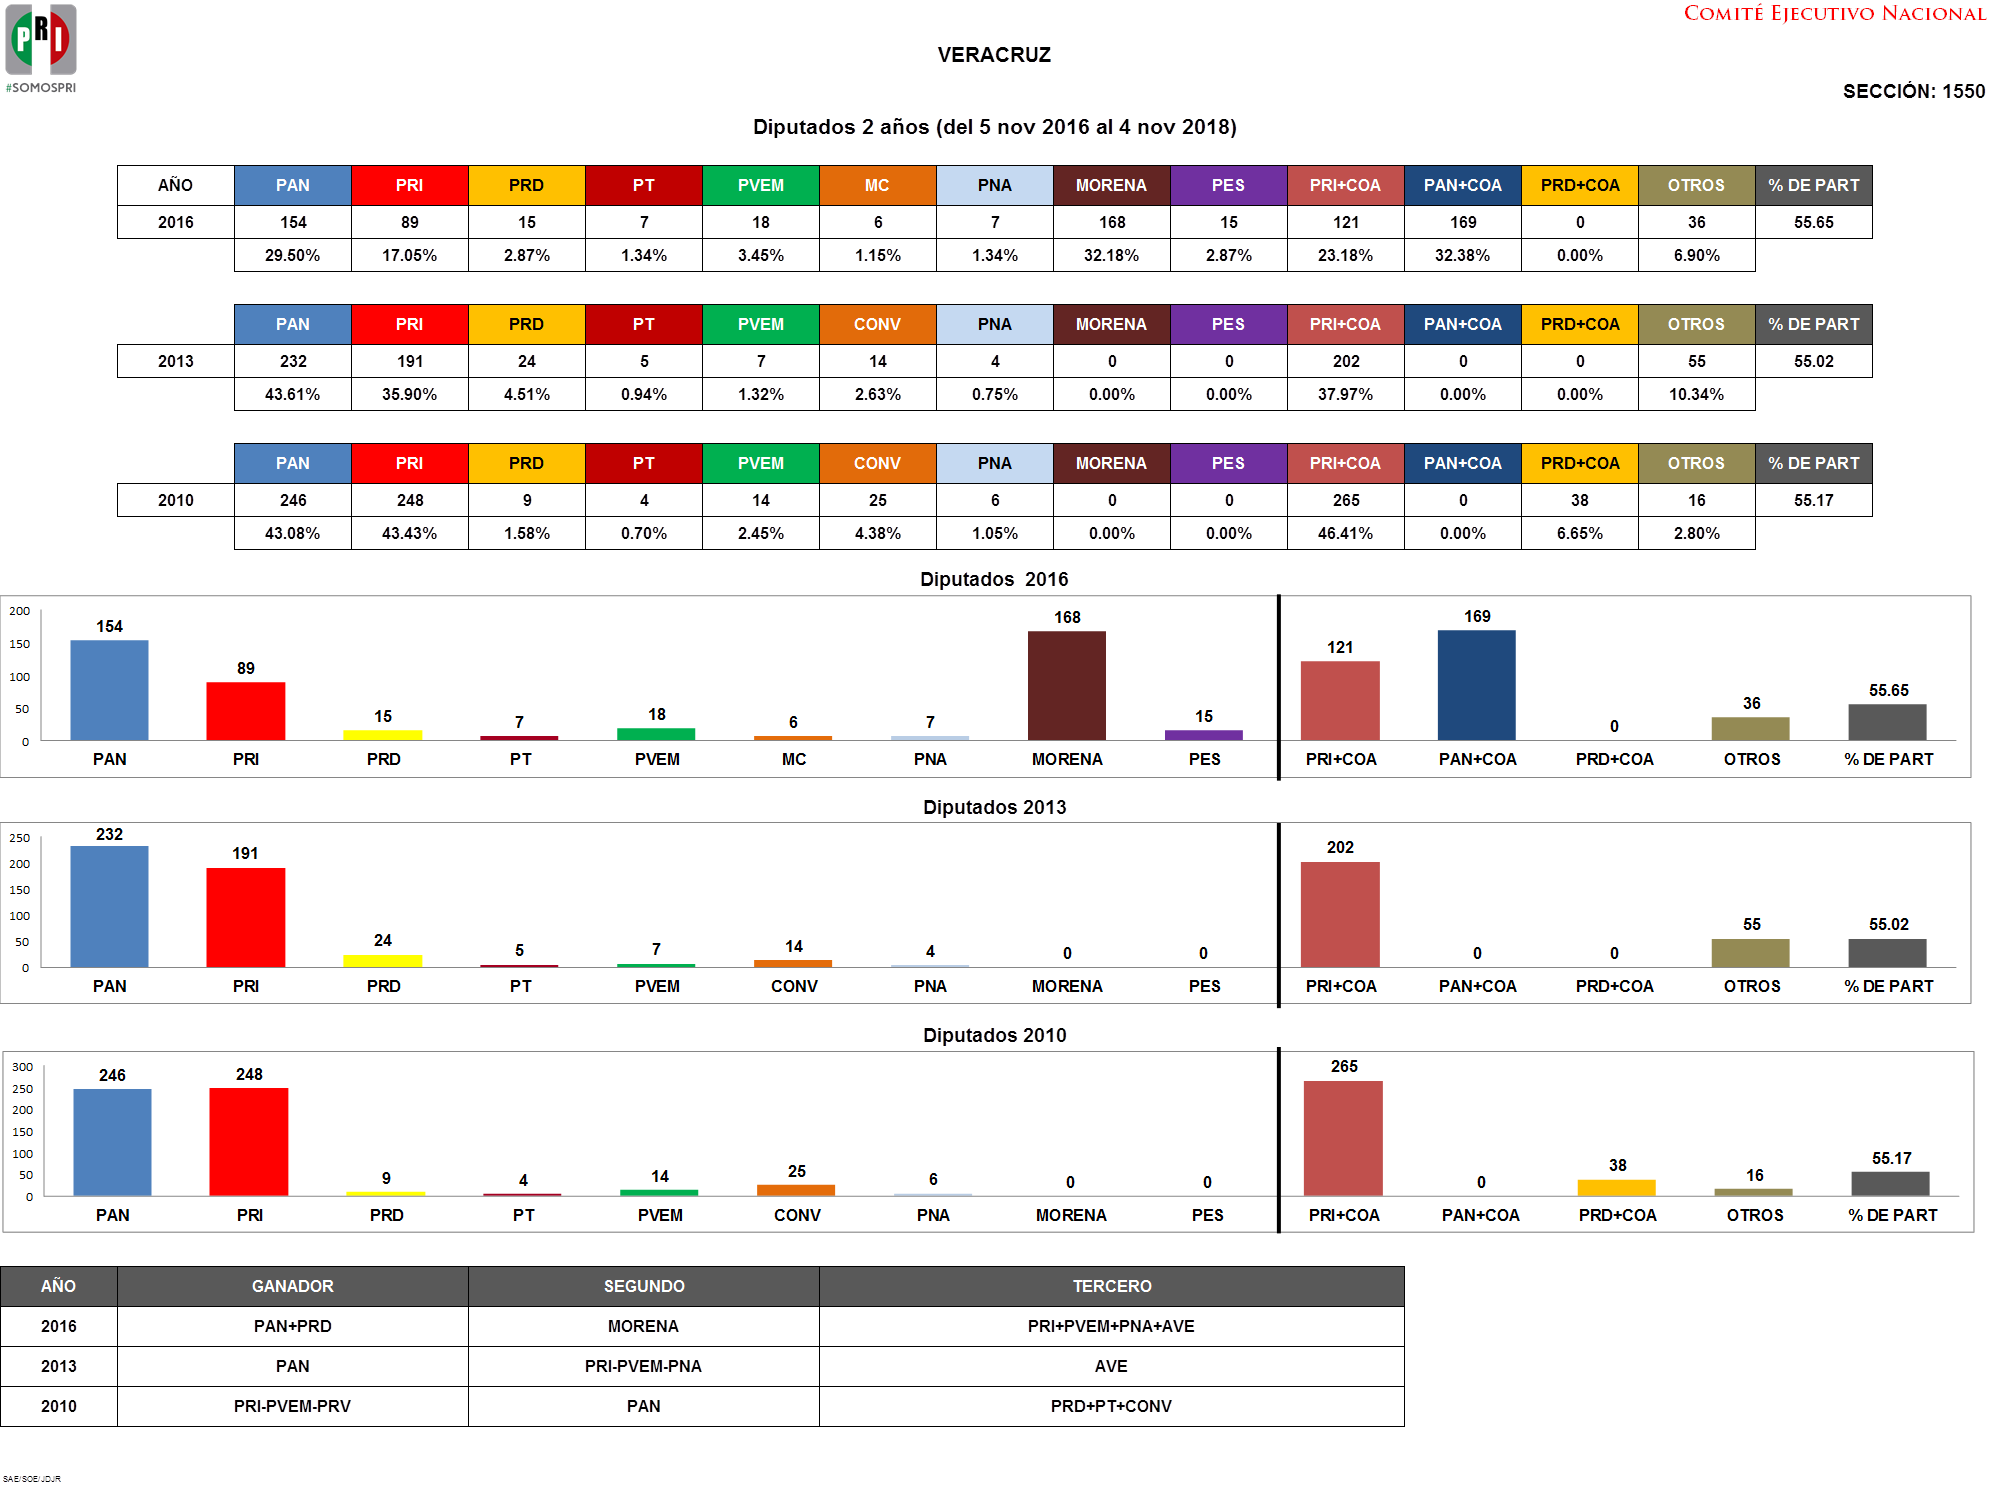 PRI
#SOMOSPRI
COMITÉ EJECUTIVO NACIONAL
VERACRUZ
SECCIÓN: 1550
Diputados 2 años (del 5 nov 2016 al 4 nov 2018)
AÑO PAN PRI PRD PT PVEM MC PNA MORENA PES PRI+COA PAN+COA PRD+COA OTROS % DE PART
2016 154 89 15 7 18 6 7 168 15 121 169 0 36 55.65
29.50% 17.05% 2.87% 1.34% 3.45% 1.15% 1.34% 32.18% 2.87% 23.18% 32.38% 0.00% 6.90%
PAN PRI PRD PT PVEM CONV PNA MORENA PES PRI+COA PAN+COA PRD+COA OTROS % DE PART
2013 232 191 24 5 7 14 4 0 0 202 0 0 55 55.02
43.61% 35.90% 4.51% 0.94% 1.32% 2.63% 0.75% 0.00% 0.00% 37.97% 0.00% 0.00% 10.34%
PAN PRI PRD PT PVEM CONV PNA MORENA PES PRI+COA PAN+COA PRD+COA OTROS % DE PART
2010 246 248 9 4 14 25 6 0 0 265 0 38 16 55.17
43.08% 43.43% 1.58% 0.70% 2.45% 4.38% 1.05% 0.00% 0.00% 46.41% 0.00% 6.65% 2.80%
Diputados 2016
200
150
100
50
0
154 89 15 7 18 6 7 168 15 121 169 0 36 55.65
PAN PRI PRD PT PVEM MC PNA MORENA PES PRI+COA PAN+COA PRD+COA OTROS % DE PART
Diputados 2013
250
200
150
100
50
0
232 191 24 5 7 14 4 0 0 202 0 0 55 55.02
PAN PRI PRD PT PVEM CONV PNA MORENA PES PRI+COA PAN+COA PRD+COA OTROS % DE PART
Diputados 2010
300
250
200
150
100
50
0
246 248 9 4 14 25 6 0 0 265 0 38 16 55.17
PAN PRI PRD PT PVEM CONV PNA MORENA PES PRI+COA PAN+COA PRD+COA OTROS % DE PART
AÑO GANADOR SEGUNDO TERCERO
2016 PAN+PRD MORENA PRI+PVEM+PNA+AVE
2013 PAN PRI-PVEM-PNA AVE
2010 PRI-PVEM-PRV PAN PRD+PT+CONV
SAE/SOE/JDJR